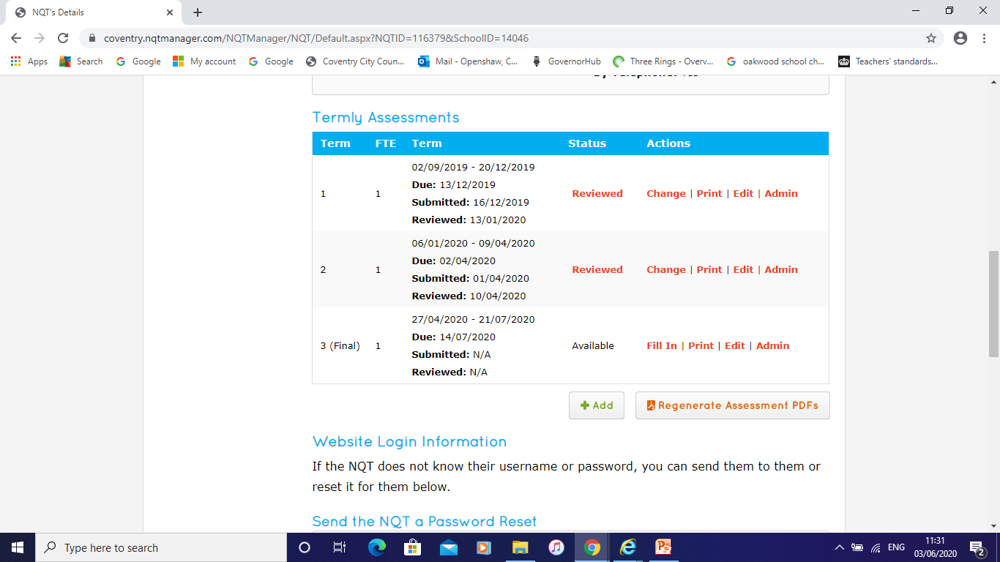 NQT's Details
coventry.nqtmanager.com/NQTManager/NQT/Default.aspx?NQTID=116379&SchoolID=14046
Apps Search Google My account Google Coventry City Coun... Mail - Openshaw, C... GovernorHub Three Rings - Overv... oakwood school ch... Teachers' standards...
Termly Assessments
Term FTE Term Status Actions
02/09/2019 - 20/12/2019
Due: 13/12/2019
1 1 Reviewed Change | Print | Edit | Admin
Submitted: 16/12/2019
Reviewed: 13/01/2020
06/01/2020 - 09/04/2020
Due: 02/04/2020
2 1 Reviewed Change | Print | Edit | Admin
Submitted: 01/04/2020
Reviewed: 10/04/2020
27/04/2020 - 21/07/2020
Due: 14/07/2020
3 (Final) 1 Available Fill In | Print | Edit | Admin
Submitted: N/A
Reviewed: N/A
Add Regenerate Assessment PDFs
Website Login Information
If the NQT does not know their username or password, you can send them to them or
reset it for them below.
Send the NQT a Password Reset
Type here to search
ENG
11:31
03/06/2020
2